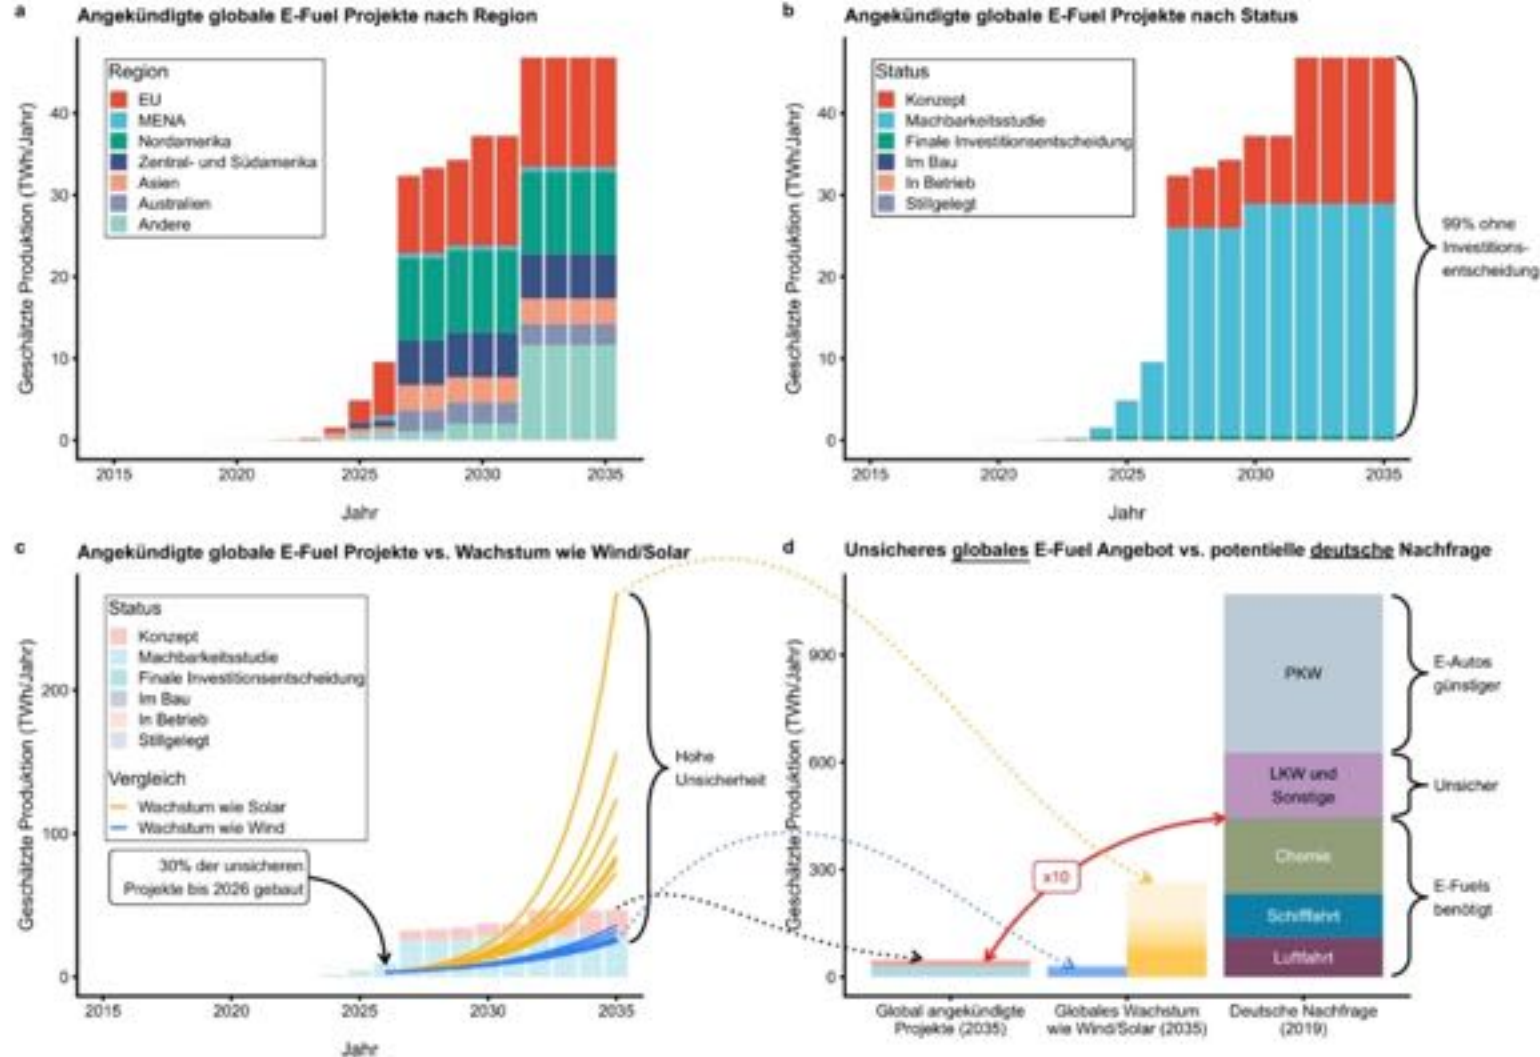 a
Angekündigte globale E-Fuel Projekte nach Region
Geschätzte Produktion (TWh/Jahr)
40
30
20
10
0
Region
EU
MENA
Nordamerika
Zentral- und Südamerika
Asien
Australien
Andere
2015
2020
2025
2030
2035
Jahr
b
Angekündigte globale E-Fuel Projekte nach Status
Geschätzte Produktion (TWh/Jahr)
40
30
20
10
0
Status
Konzept
Machbarkeitsstudie
Finale Investitionsentscheidung
Im Bau
In Betrieb
Stillgelegt
99% ohne
Investitions-
entscheidung
2015
2020
2025
2030
2035
Jahr
c
Angekündigte globale E-Fuel Projekte vs. Wachstum wie Wind/Solar
Geschätzte Produktion (TWh/Jahr)
200
100
0
Status
Konzept
Machbarkeitsstudie
Finale Investitionsentscheidung
Im Bau
In Betrieb
Stillgelegt
Vergleich
Wachstum wie Solar
Wachstum wie Wind
30% der unsicheren
Projekte bis 2026 gebaut
Hohe
Unsicherheit
2015
2020
2025
2030
2035
Jahr
d
Unsicheres globales E-Fuel Angebot vs. potentielle deutsche Nachfrage
Geschätzte Produktion (TWh/Jahr)
900
600
300
0
PKW
LKW und
Sonstige
Chemie
Schifffahrt
Luftfahrt
x10
E-Autos
günstiger
Unsicher
E-Fuels
benötigt
Global angekündigte
Projekte (2035)
Globales Wachstum
wie Wind/Solar (2035)
Deutsche Nachfrage
(2019)